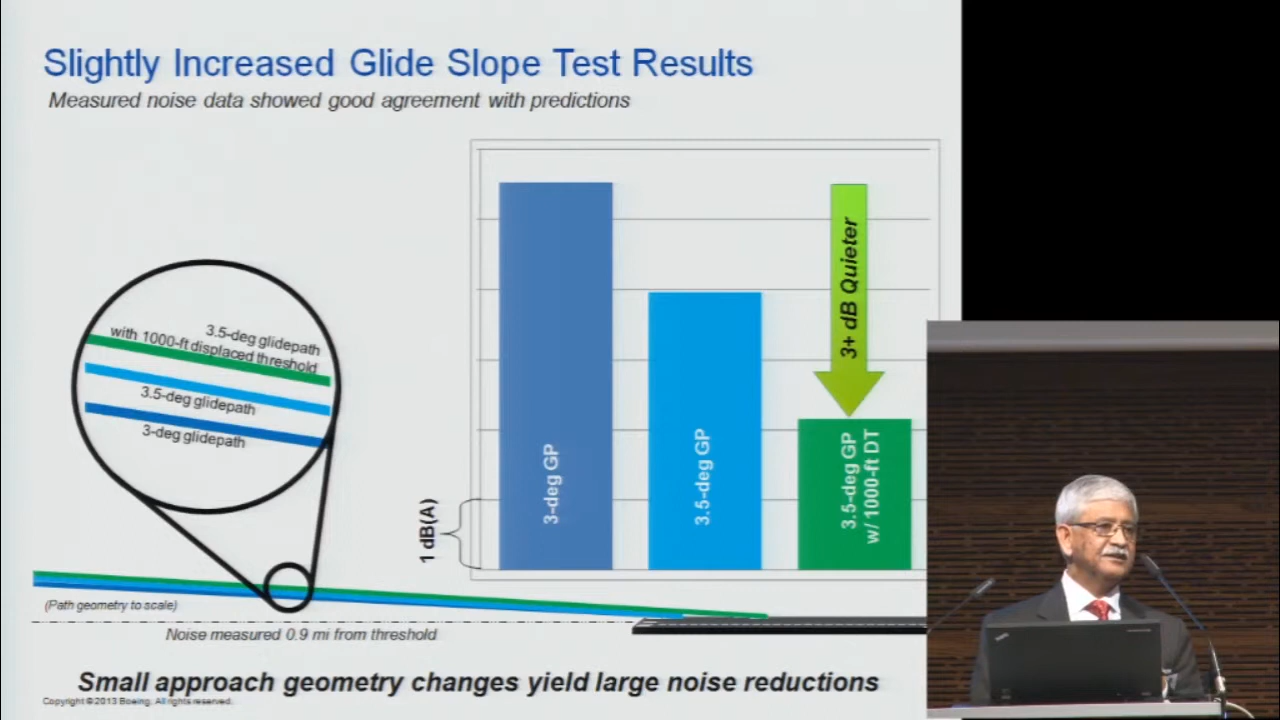 Slightly Increased Glide Slope Test Results
Measured noise data showed good agreement with predictions
3.5-deg glidepath
with 1000-ft displaced threshold
3.5-deg glidepath
3-deg glidepath
1 dB(A)
3-deg GP
3.5-deg GP
3+ dB Quieter
3.5-deg GP
w/ 1000-ft DT
(Path geometry to scale)
Noise measured 0.9 mi from threshold
Small approach geometry changes yield large noise reductions
Copyright © 2013 Boeing. All rights reserved.